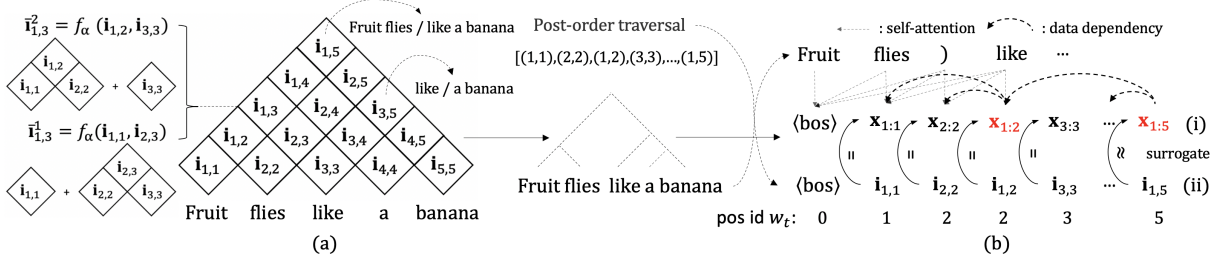 ī²₁,₃ = f_α (i₁,₂, i₃,₃)
i₁,₂
i₁,₁ i₂,₂ + i₃,₃
ī¹₁,₃ = f_α(i₁,₁, i₂,₃)
i₂,₃
i₁,₁ + i₂,₂ i₃,₃
Fruit flies / like a banana
like / a banana
i₁,₅
i₁,₄ i₂,₅
i₁,₃ i₂,₄ i₃,₅
i₁,₂ i₂,₃ i₃,₄ i₄,₅
i₁,₁ i₂,₂ i₃,₃ i₄,₄ i₅,₅
Fruit flies like a banana
(a)
Post-order traversal
[(1,1),(2,2),(1,2),(3,3),...,(1,5)]
Fruit flies like a banana
: self-attention : data dependency
Fruit flies ) like ...
⟨bos⟩ x₁:₁ x₂:₂ x₁:₂ x₃:₃ ... x₁:₅ (i)
= = = = ≈ surrogate
⟨bos⟩ i₁,₁ i₂,₂ i₁,₂ i₃,₃ ... i₁,₅ (ii)
pos id w_t: 0 1 2 2 3 5
(b)